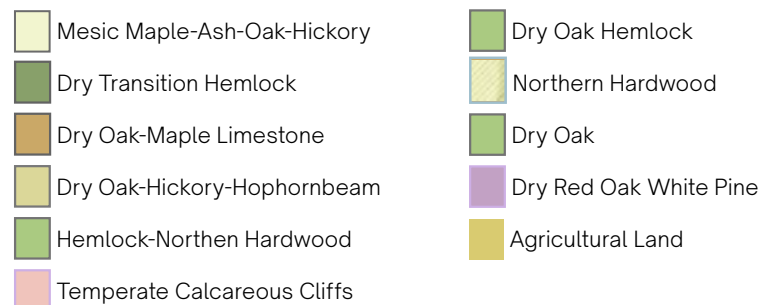 Mesic Maple-Ash-Oak-Hickory
Dry Transition Hemlock
Dry Oak-Maple Limestone
Dry Oak-Hickory-Hophornbeam
Hemlock-Northen Hardwood
Temperate Calcareous Cliffs
Dry Oak Hemlock
Northern Hardwood
Dry Oak
Dry Red Oak White Pine
Agricultural Land